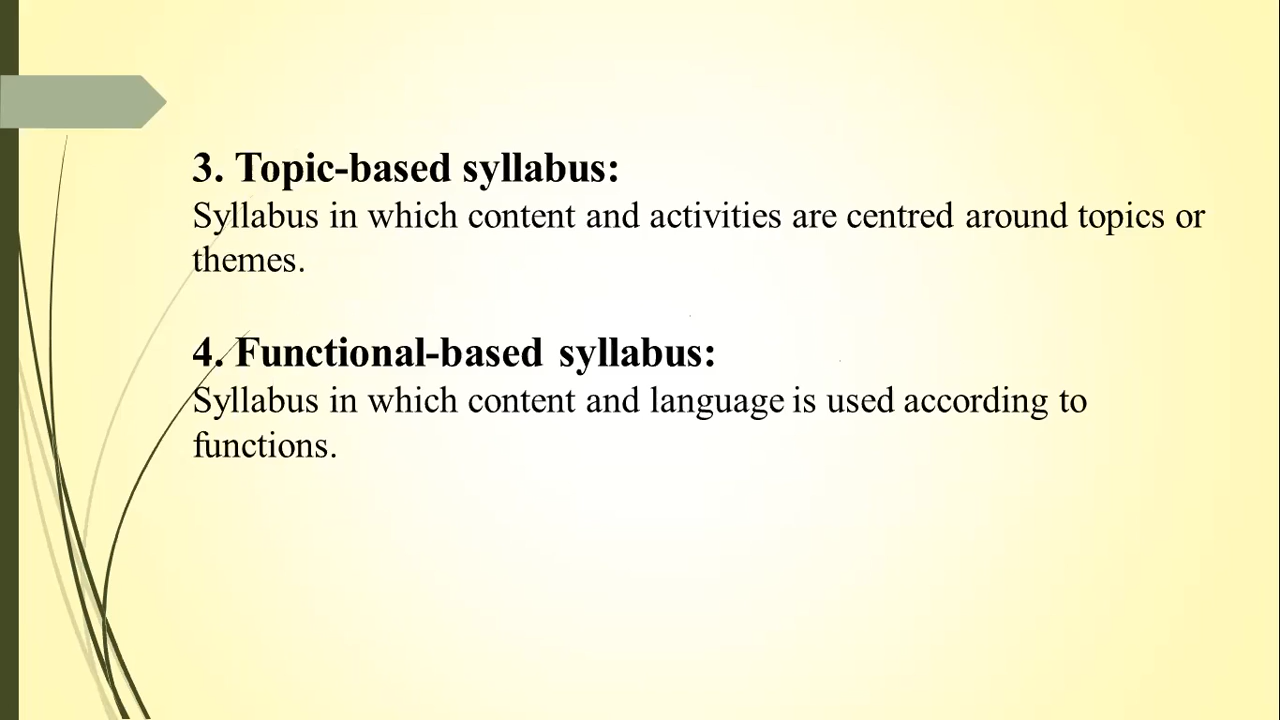 3. Topic-based syllabus:
Syllabus in which content and activities are centred around topics or
themes.
4. Functional-based syllabus:
Syllabus in which content and language is used according to
functions.